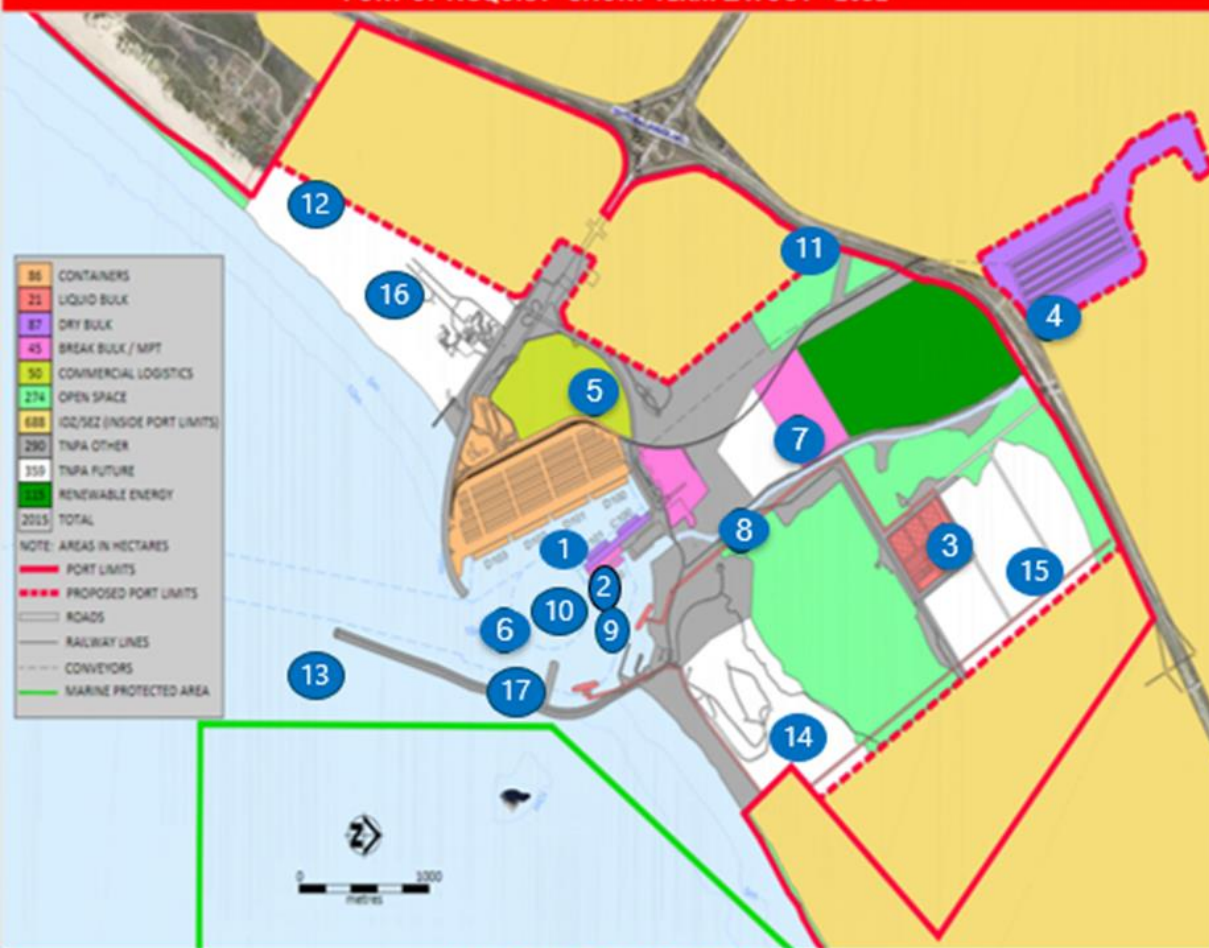 86 CONTAINERS
21 LIQUID BULK
87 DRY BULK
45 BREAK BULK / MPT
50 COMMERCIAL LOGISTICS
274 OPEN SPACE
688 IDZ/SEZ (INSIDE PORT LIMITS)
290 TNPA OTHER
359 TNPA FUTURE
115 RENEWABLE ENERGY
2015 TOTAL
NOTE: AREAS IN HECTARES
PORT LIMITS
PROPOSED PORT LIMITS
ROADS
RAILWAY LINES
CONVEYORS
MARINE PROTECTED AREA
12
11
16
4
5
7
8
1
3
2
15
10
6
9
13
17
14
N
0 1000
metres